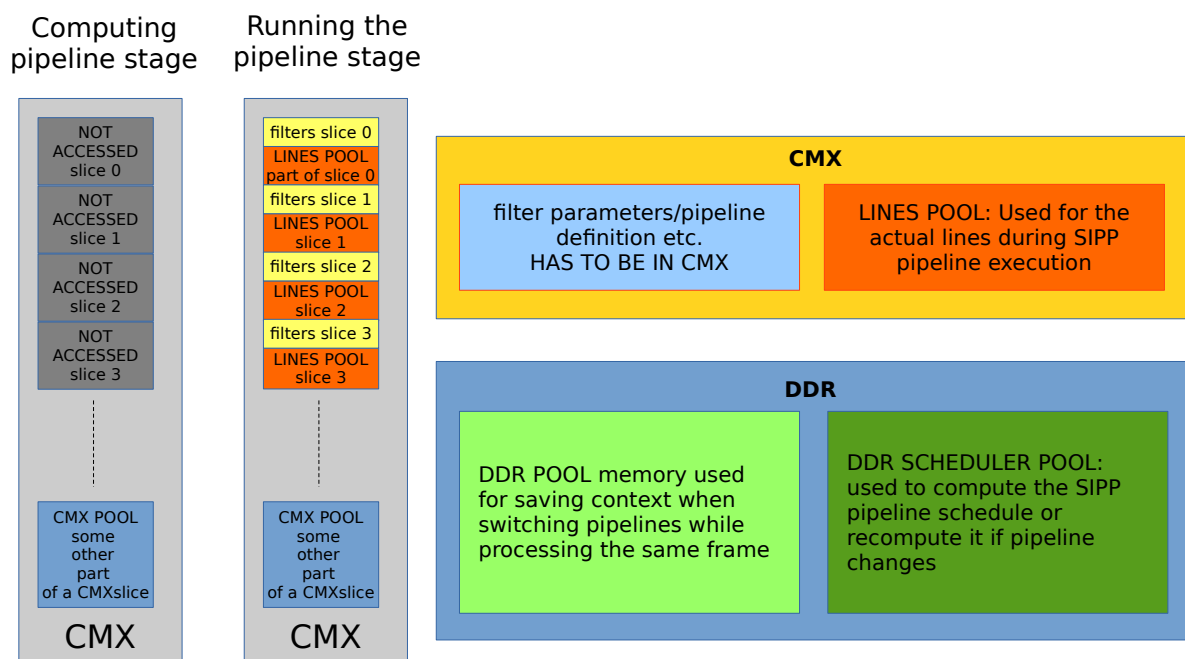 Computing
pipeline stage
NOT
ACCESSED
slice 0
NOT
ACCESSED
slice 1
NOT
ACCESSED
slice 2
NOT
ACCESSED
slice 3
CMX POOL
some
other
part
of a CMXslice
CMX
Running the
pipeline stage
filters slice 0
LINES POOL
part of slice 0
filters slice 1
LINES POOL
slice 1
filters slice 2
LINES POOL
slice 2
filters slice 3
LINES POOL
slice 3
CMX POOL
some
other
part
of a CMXslice
CMX
CMX
filter parameters/pipeline
definition etc.
HAS TO BE IN CMX
LINES POOL: Used for the
actual lines during SIPP
pipeline execution
DDR
DDR POOL memory used
for saving context when
switching pipelines while
processing the same frame
DDR SCHEDULER POOL:
used to compute the SIPP
pipeline schedule or
recompute it if pipeline
changes